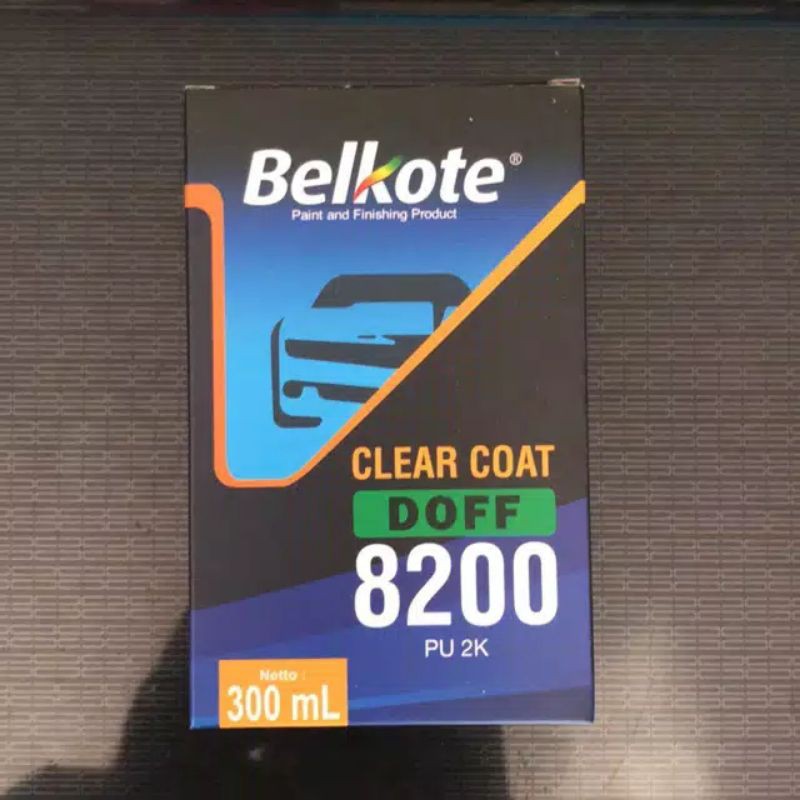 Belkote®
Paint and Finishing Product
CLEAR COAT
DOFF
8200
PU 2K
Netto :
300 mL